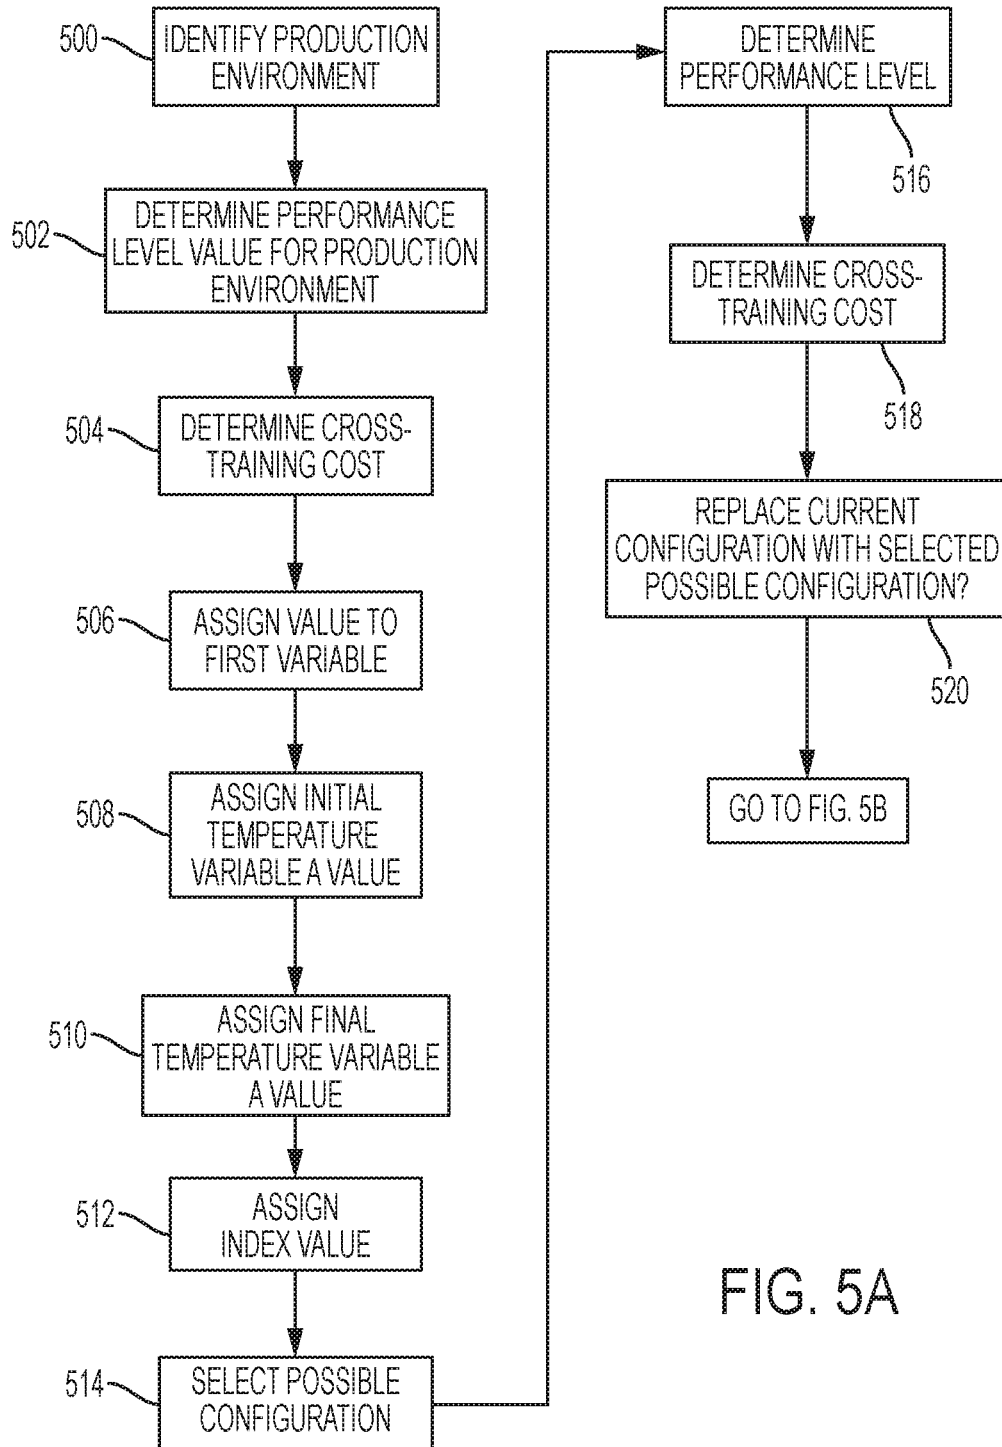 500
IDENTIFY PRODUCTION
ENVIRONMENT
502
DETERMINE PERFORMANCE
LEVEL VALUE FOR PRODUCTION
ENVIRONMENT
504
DETERMINE CROSS-
TRAINING COST
506
ASSIGN VALUE TO
FIRST VARIABLE
508
ASSIGN INITIAL
TEMPERATURE
VARIABLE A VALUE
510
ASSIGN FINAL
TEMPERATURE VARIABLE
A VALUE
512
ASSIGN
INDEX VALUE
514
SELECT POSSIBLE
CONFIGURATION
DETERMINE
PERFORMANCE LEVEL
516
DETERMINE CROSS-
TRAINING COST
518
REPLACE CURRENT
CONFIGURATION WITH SELECTED
POSSIBLE CONFIGURATION?
520
GO TO FIG. 5B
FIG. 5A